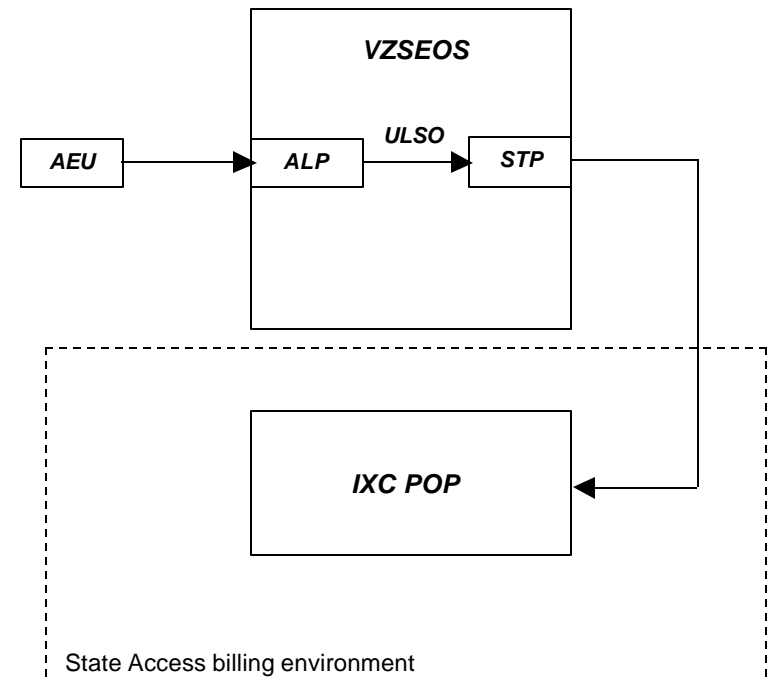 VZSEOS
AEU
ALP
ULSO
STP
IXC POP
State Access billing environment